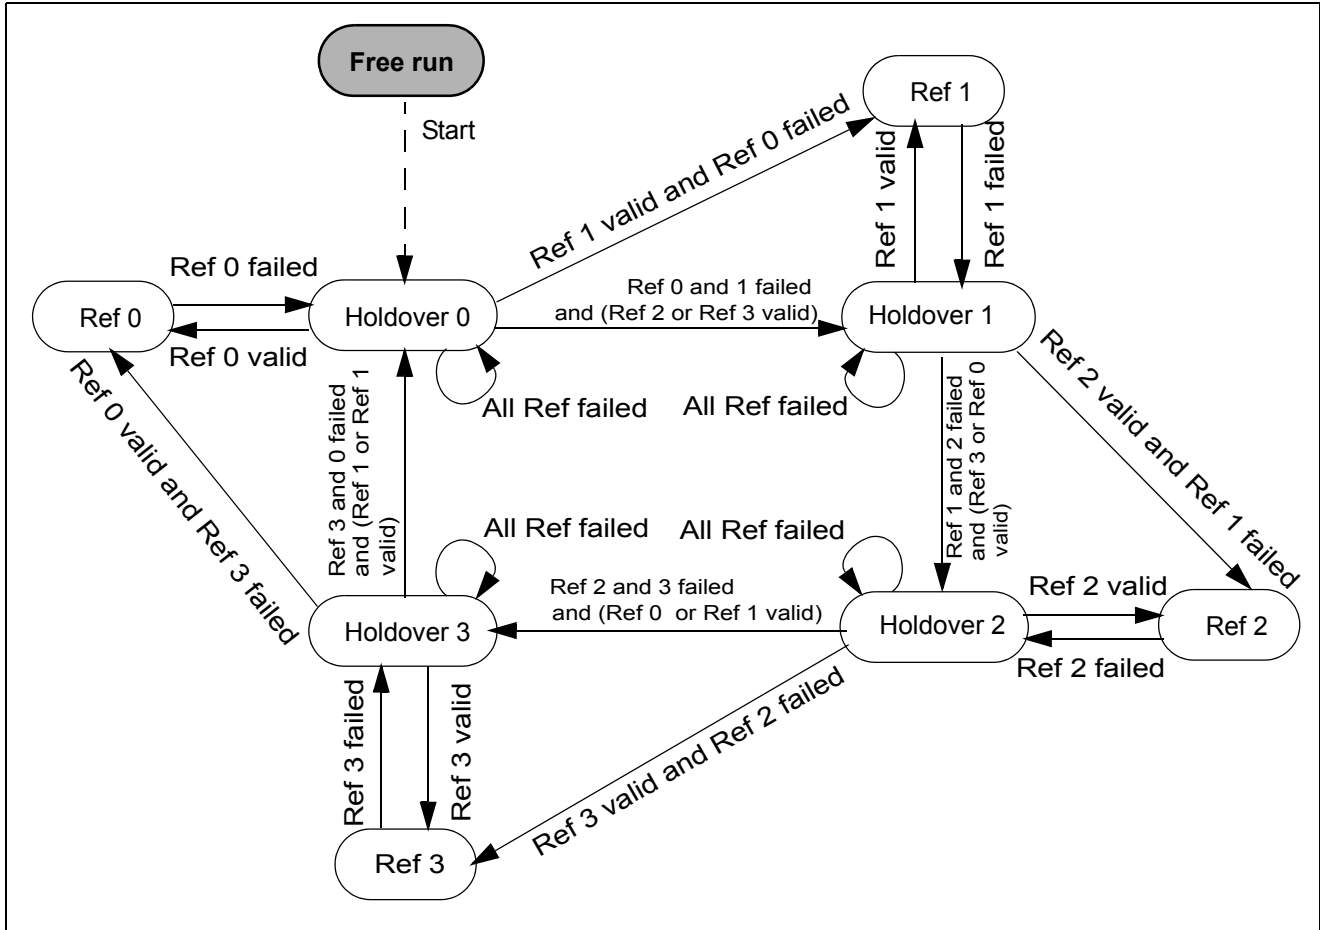 Free run
Start
Ref 1
Ref 1 valid and Ref 0 failed
Ref 1 valid
Ref 1 failed
Ref 0 failed
Ref 0
Ref 0 valid
Holdover 0
Ref 0 and 1 failed
and (Ref 2 or Ref 3 valid)
Holdover 1
All Ref failed
All Ref failed
Ref 2 valid and Ref 1 failed
Ref 0 valid and Ref 3 failed
Ref 3 and 0 failed
and (Ref 1 or Ref 1
valid)
Ref 1 and 2 failed
and (Ref 3 or Ref 0
valid)
All Ref failed
All Ref failed
Ref 2 and 3 failed
and (Ref 0 or Ref 1 valid)
Holdover 3
Holdover 2
Ref 2 valid
Ref 2
Ref 2 failed
Ref 3 failed
Ref 3 valid
Ref 3 valid and Ref 2 failed
Ref 3